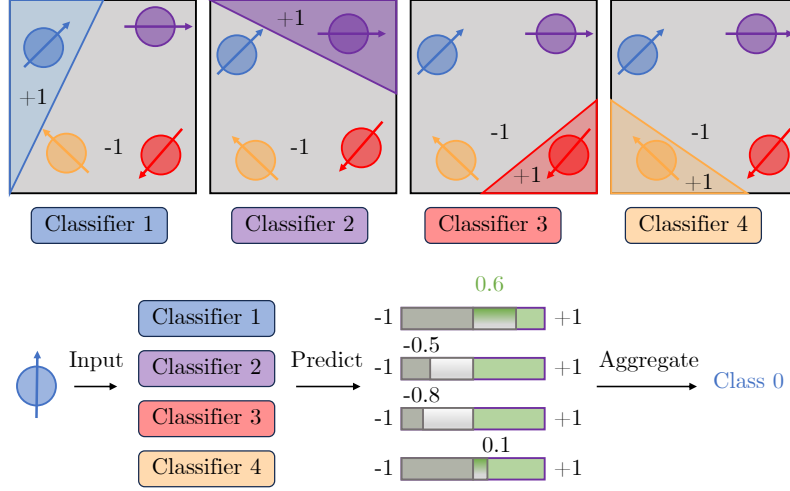 +1
+1
-1
-1
-1
-1
+1
+1
Classifier 1
Classifier 2
Classifier 3
Classifier 4
0.6
Classifier 1
-1
+1
-0.5
Input
Classifier 2
Predict
-1
+1
Aggregate
Class 0
-0.8
Classifier 3
-1
+1
0.1
Classifier 4
-1
+1